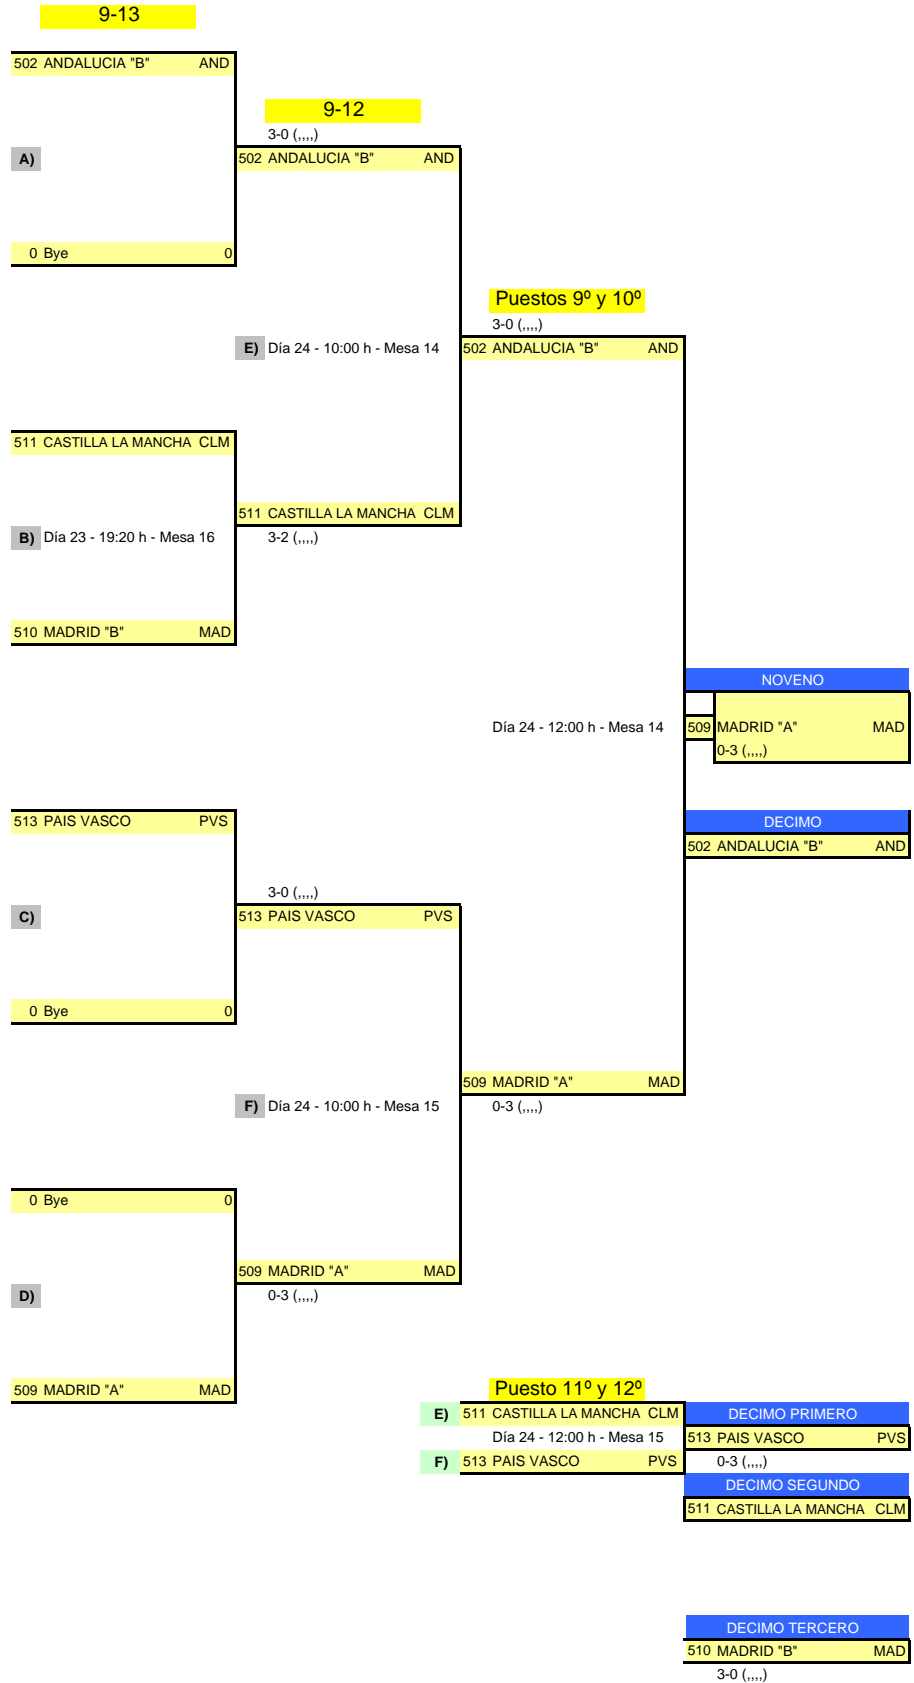 9-13
502 ANDALUCIA "B" AND
9-12
3-0 (,,,,)
A) 502 ANDALUCIA "B" AND
0 Bye 0
Puestos 9º y 10º
3-0 (,,,,)
E) Día 24 - 10:00 h - Mesa 14 502 ANDALUCIA "B" AND
511 CASTILLA LA MANCHA CLM
511 CASTILLA LA MANCHA CLM
B) Día 23 - 19:20 h - Mesa 16 3-2 (,,,,)
510 MADRID "B" MAD
NOVENO
Día 24 - 12:00 h - Mesa 14 509 MADRID "A" MAD
0-3 (,,,,)
513 PAIS VASCO PVS DECIMO
502 ANDALUCIA "B" AND
3-0 (,,,,)
C) 513 PAIS VASCO PVS
0 Bye 0
509 MADRID "A" MAD
F) Día 24 - 10:00 h - Mesa 15 0-3 (,,,,)
0 Bye 0
509 MADRID "A" MAD
D) 0-3 (,,,,)
509 MADRID "A" MAD Puesto 11º y 12º
E) 511 CASTILLA LA MANCHA CLM DECIMO PRIMERO
Día 24 - 12:00 h - Mesa 15 513 PAIS VASCO PVS
F) 513 PAIS VASCO PVS 0-3 (,,,,)
DECIMO SEGUNDO
511 CASTILLA LA MANCHA CLM
DECIMO TERCERO
510 MADRID "B" MAD
3-0 (,,,,)